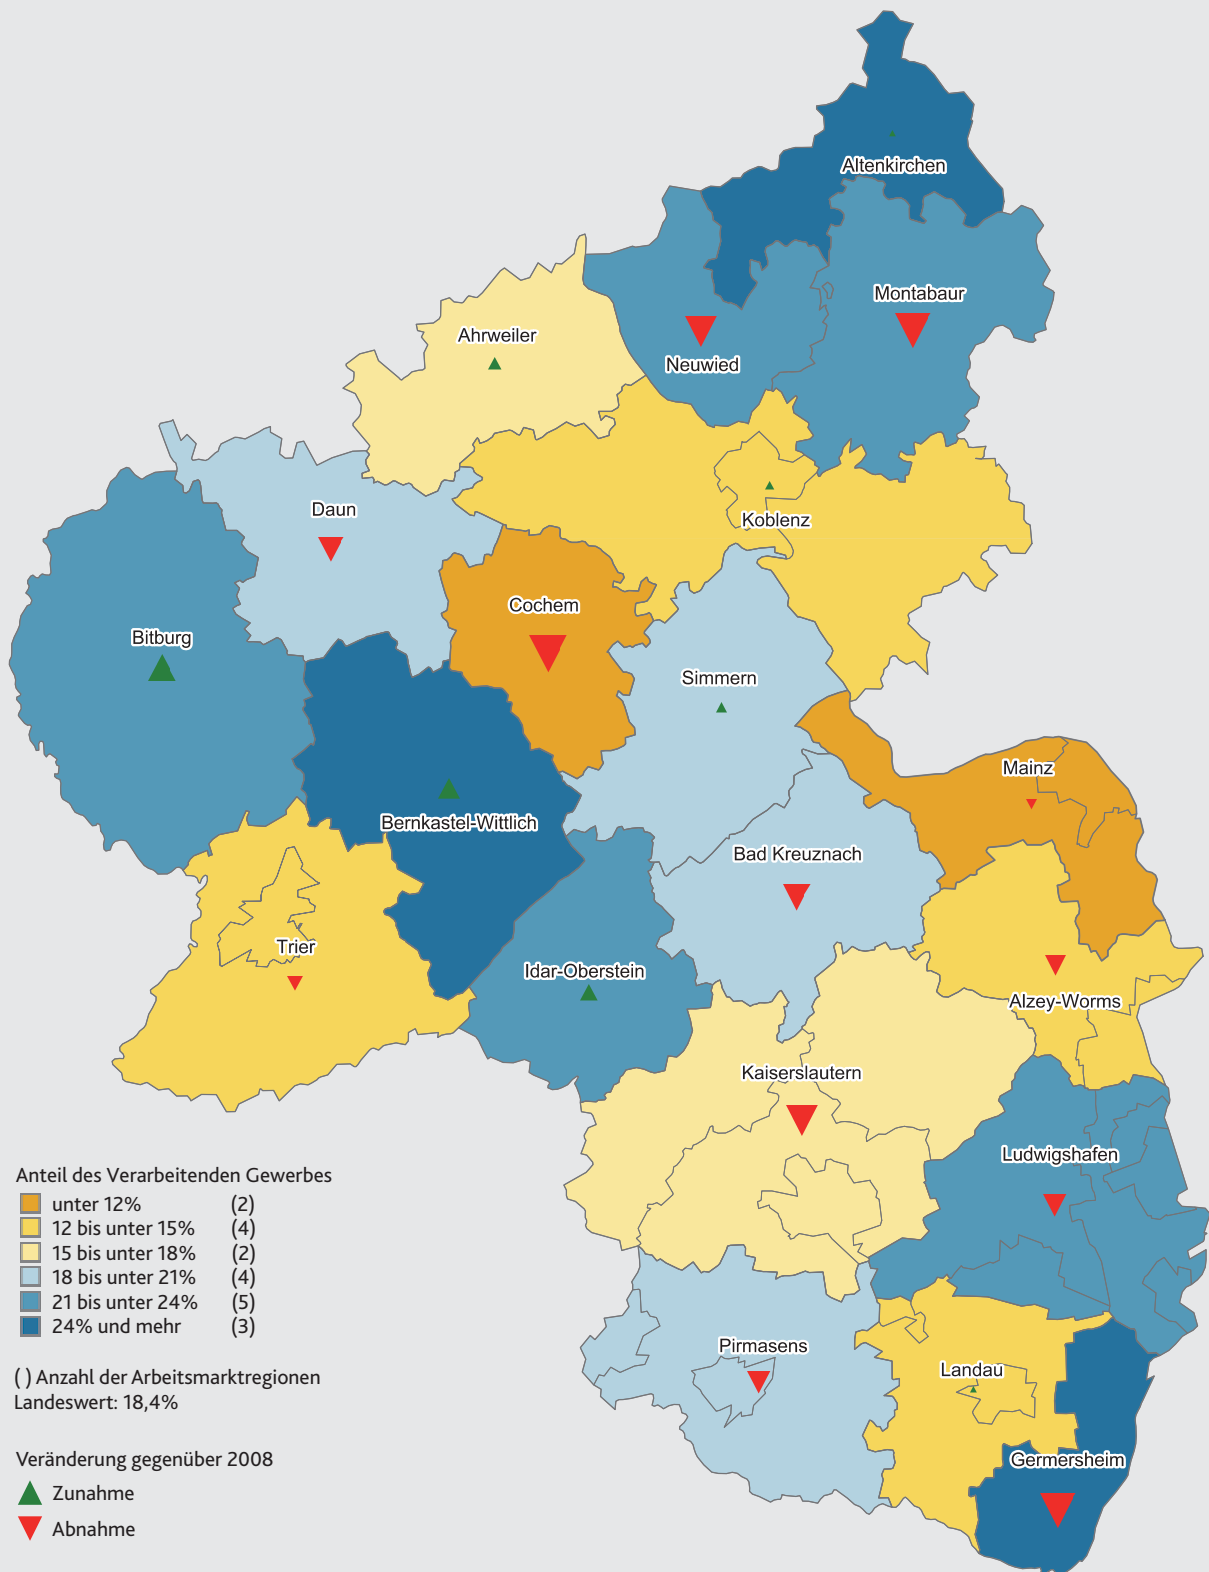 Altenkirchen
Montabaur
Ahrweiler
Neuwied
Daun
Koblenz
Cochem
Bitburg
Simmern
Mainz
Bernkastel-Wittlich
Bad Kreuznach
Trier
Idar-Oberstein
Alzey-Worms
Kaiserslautern
Ludwigshafen
Pirmasens
Landau
Germersheim
Anteil des Verarbeitenden Gewerbes
unter 12% (2)
12 bis unter 15% (4)
15 bis unter 18% (2)
18 bis unter 21% (4)
21 bis unter 24% (5)
24% und mehr (3)
( ) Anzahl der Arbeitsmarktregionen
Landeswert: 18,4%
Veränderung gegenüber 2008
Zunahme
Abnahme